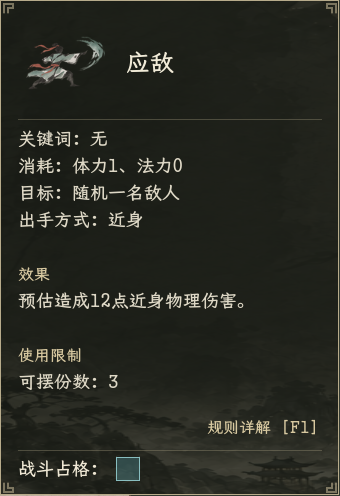 应敌
关键词：无
消耗：体力1、法力0
目标：随机一名敌人
出手方式：近身
效果
预估造成12点近身物理伤害。
使用限制
可摆份数：3
规则详解 [F1]
战斗占格：